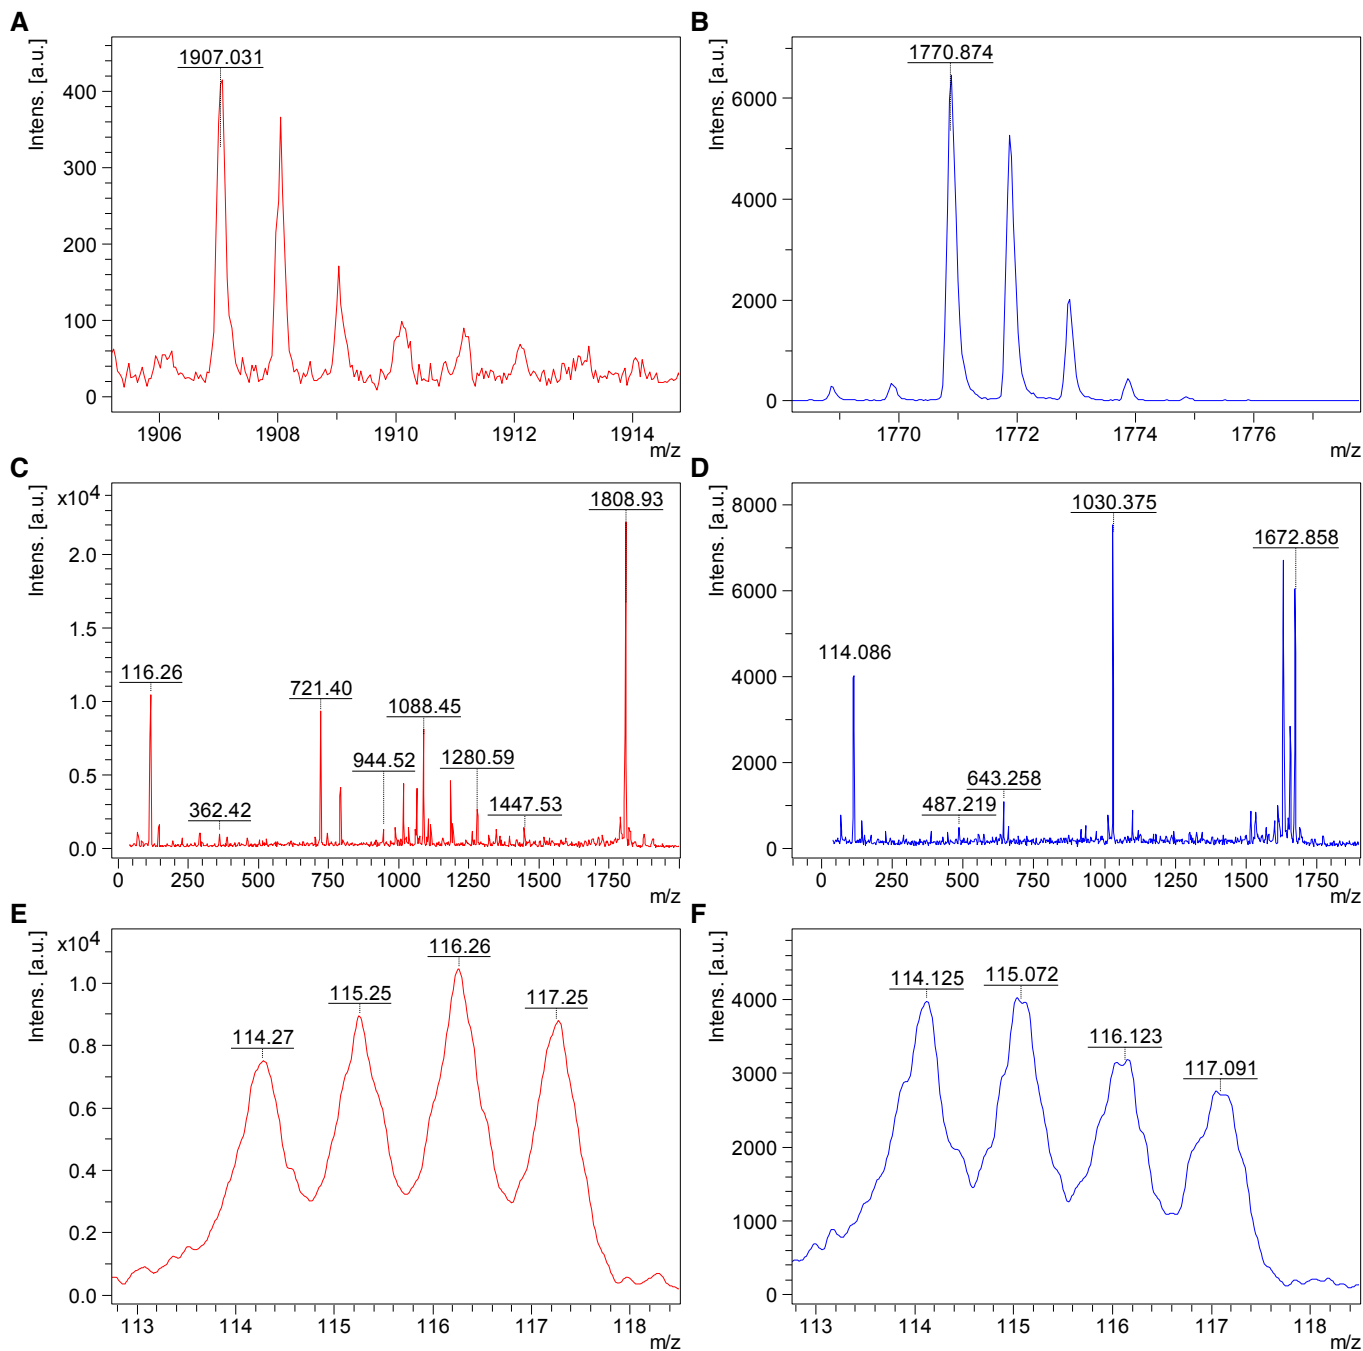 A
Intens. [a.u.]
1907.031
400
300
200
100
0
1906 1908 1910 1912 1914
m/z
B
Intens. [a.u.]
1770.874
6000
4000
2000
0
1770 1772 1774 1776
m/z
C
Intens. [a.u.]
x10^4
1808.93
2.0
1.5
116.26
721.40
1088.45
1.0
944.52
1280.59
0.5
362.42
1447.53
0.0
0 250 500 750 1000 1250 1500 1750
m/z
D
Intens. [a.u.]
8000
1030.375
1672.858
6000
114.086
4000
643.258
2000
487.219
0
0 250 500 750 1000 1250 1500 1750
m/z
E
Intens. [a.u.]
x10^4
116.26
1.0
115.25
117.25
114.27
0.8
0.6
0.4
0.2
0.0
113 114 115 116 117 118
m/z
F
Intens. [a.u.]
114.125
115.072
4000
116.123
117.091
3000
2000
1000
0
113 114 115 116 117 118
m/z